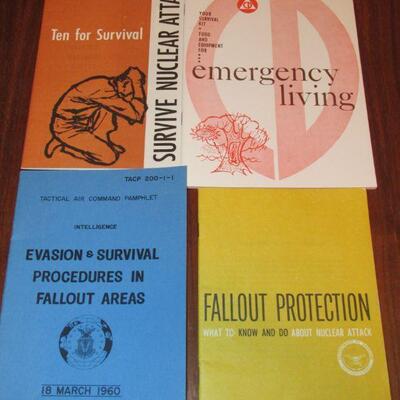 Ten for Survival
SURVIVE NUCLEAR ATTA
CD
YOUR
SURVIVAL
KIT
FOOD
AND
EQUIPMENT
FOR
emergency
living
TACP 200-1-1
TACTICAL AIR COMMAND PAMPHLET
INTELLIGENCE
EVASION & SURVIVAL
PROCEDURES IN
FALLOUT AREAS
18 MARCH 1960
FALLOUT PROTECTION
WHAT TO KNOW AND DO ABOUT NUCLEAR ATTACK